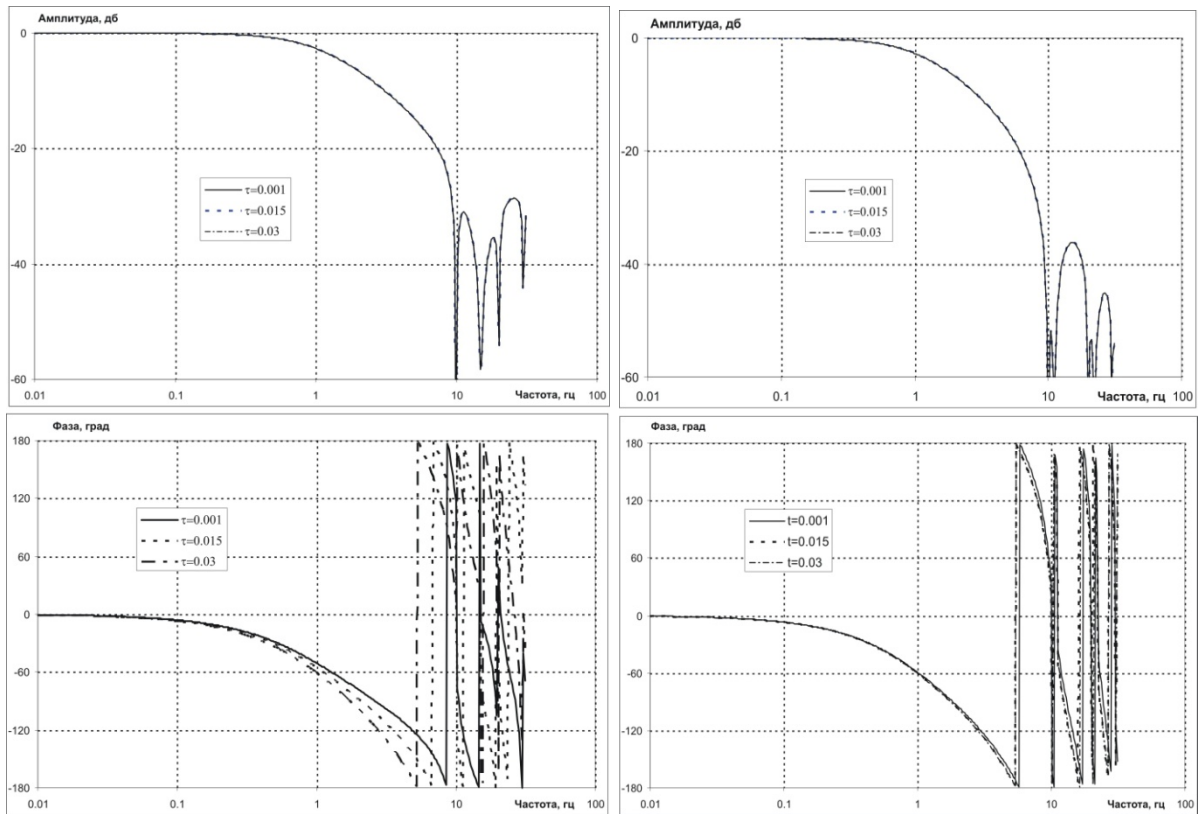 Амплитуда, дб
0
-20
-40
-60
0.01 0.1 1 10 100
Частота, гц
τ=0.001
τ=0.015
τ=0.03
Амплитуда, дб
0
-20
-40
-60
0.01 0.1 1 10 100
Частота, гц
τ=0.001
τ=0.015
τ=0.03
Фаза, град
180
120
60
0
-60
-120
-180
0.01 0.1 1 10 100
Частота, гц
τ=0.001
τ=0.015
τ=0.03
Фаза, град
180
120
60
0
-60
-120
-180
0.01 0.1 1 10 100
Частота, гц
t=0.001
t=0.015
t=0.03